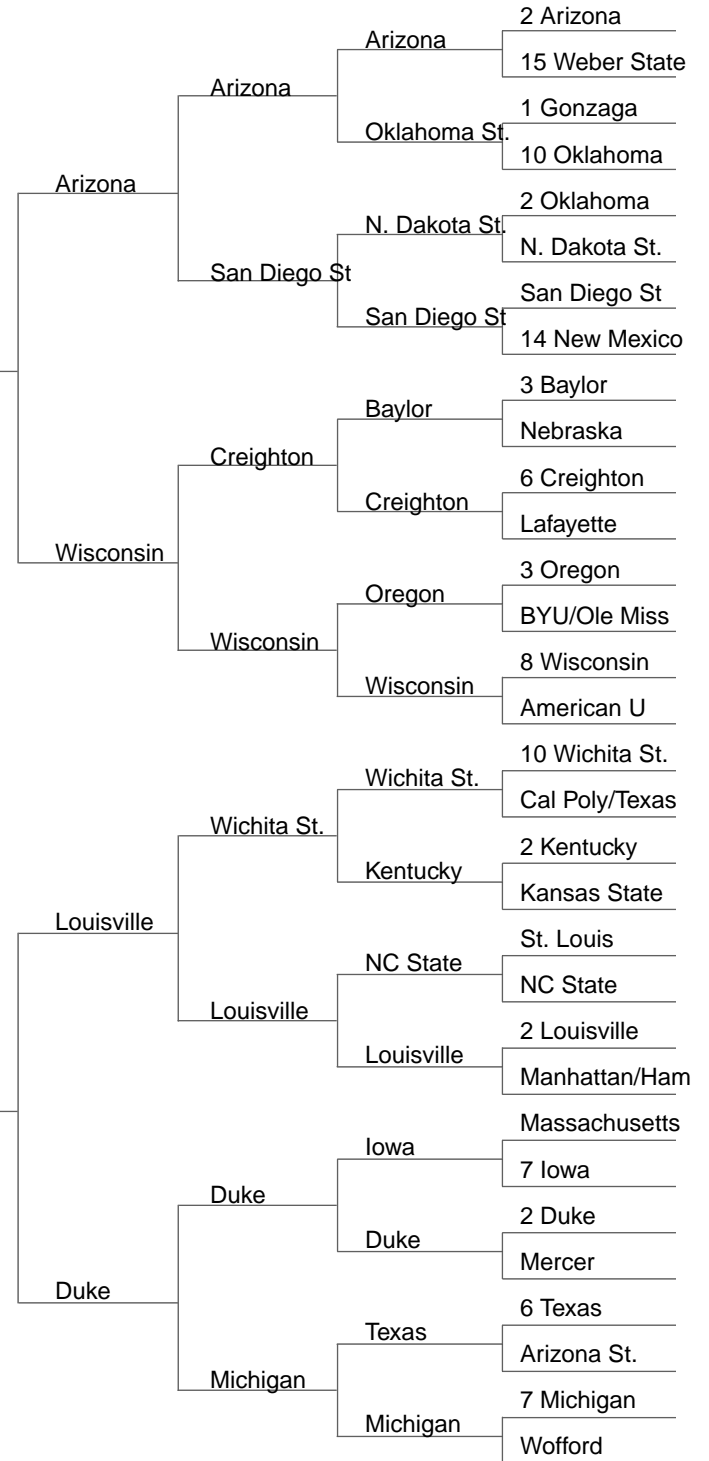 2 Arizona
Arizona
15 Weber State
Arizona
1 Gonzaga
Oklahoma St.
10 Oklahoma
Arizona
2 Oklahoma
N. Dakota St.
N. Dakota St.
San Diego St
San Diego St
San Diego St
14 New Mexico
3 Baylor
Baylor
Nebraska
Creighton
6 Creighton
Creighton
Lafayette
Wisconsin
3 Oregon
Oregon
BYU/Ole Miss
Wisconsin
8 Wisconsin
Wisconsin
American U
10 Wichita St.
Wichita St.
Cal Poly/Texas
Wichita St.
2 Kentucky
Kentucky
Kansas State
Louisville
St. Louis
NC State
NC State
Louisville
2 Louisville
Louisville
Manhattan/Ham
Massachusetts
Iowa
7 Iowa
Duke
2 Duke
Duke
Mercer
Duke
6 Texas
Texas
Arizona St.
Michigan
7 Michigan
Michigan
Wofford